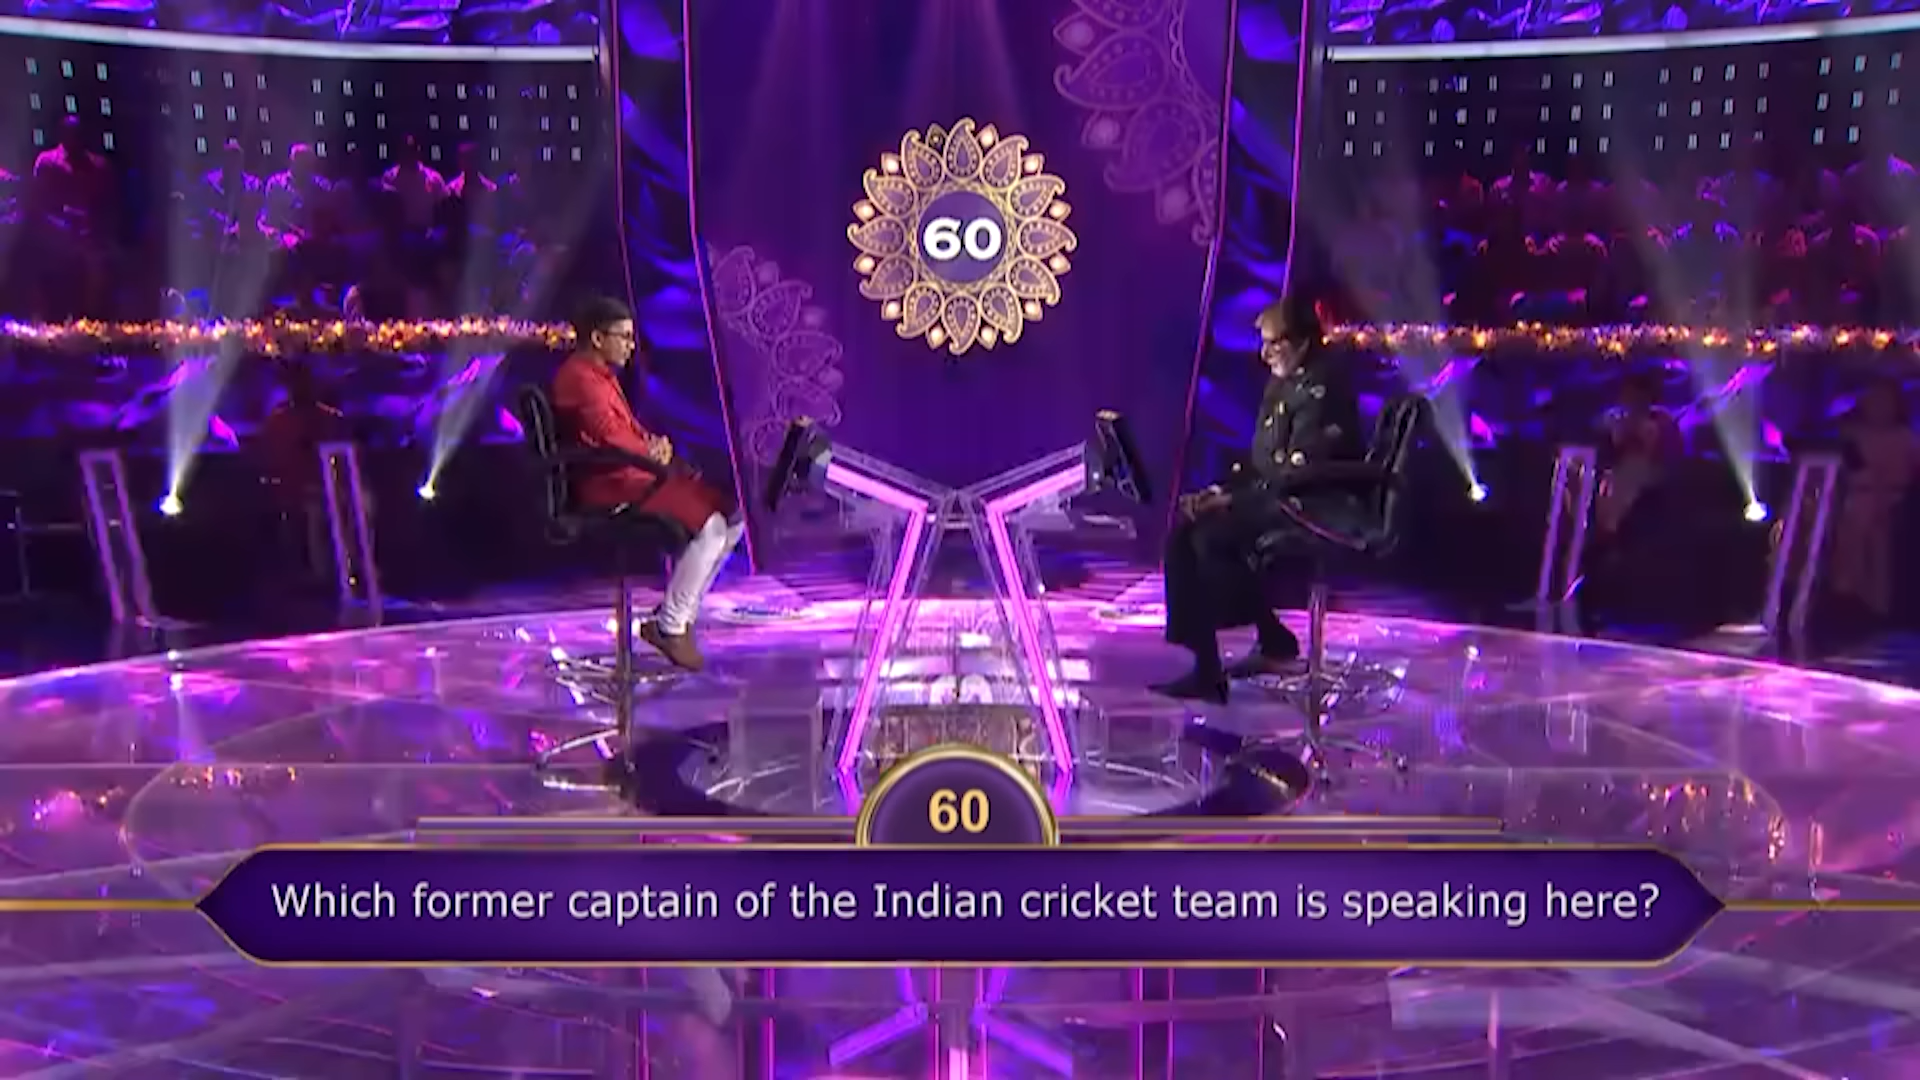 60
60
Which former captain of the Indian cricket team is speaking here?